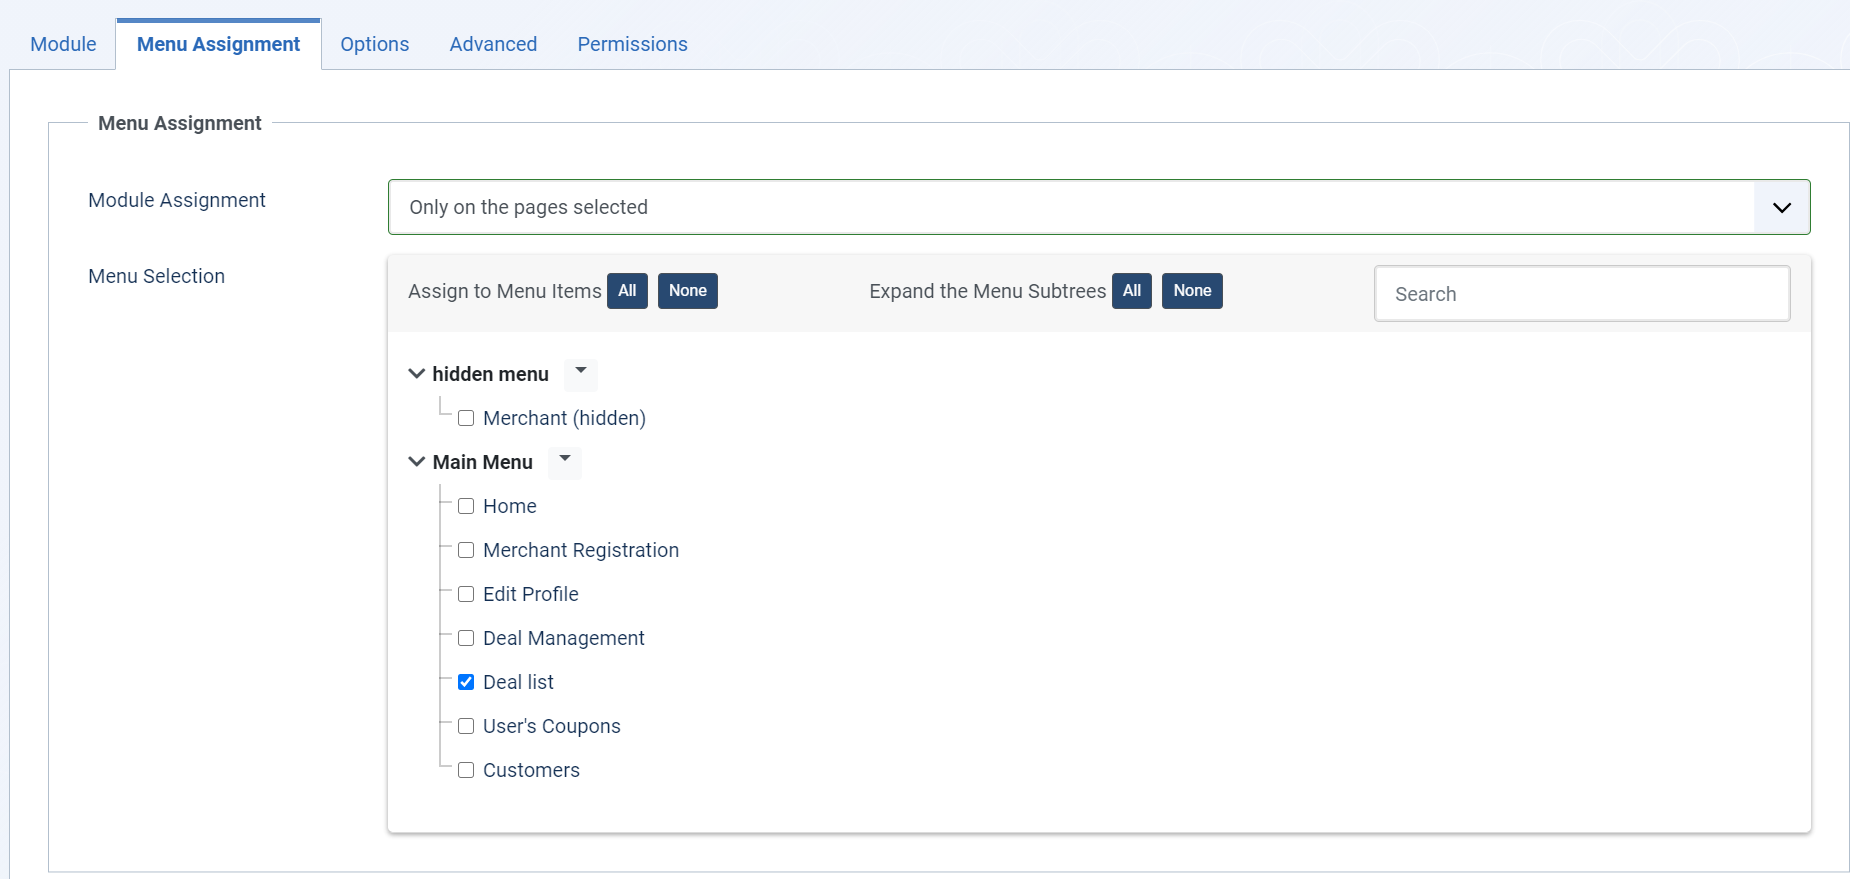 Module Menu Assignment Options Advanced Permissions
Menu Assignment
Module Assignment Only on the pages selected
Menu Selection Assign to Menu Items All None Expand the Menu Subtrees All None Search
hidden menu
Merchant (hidden)
Main Menu
Home
Merchant Registration
Edit Profile
Deal Management
Deal list
User's Coupons
Customers